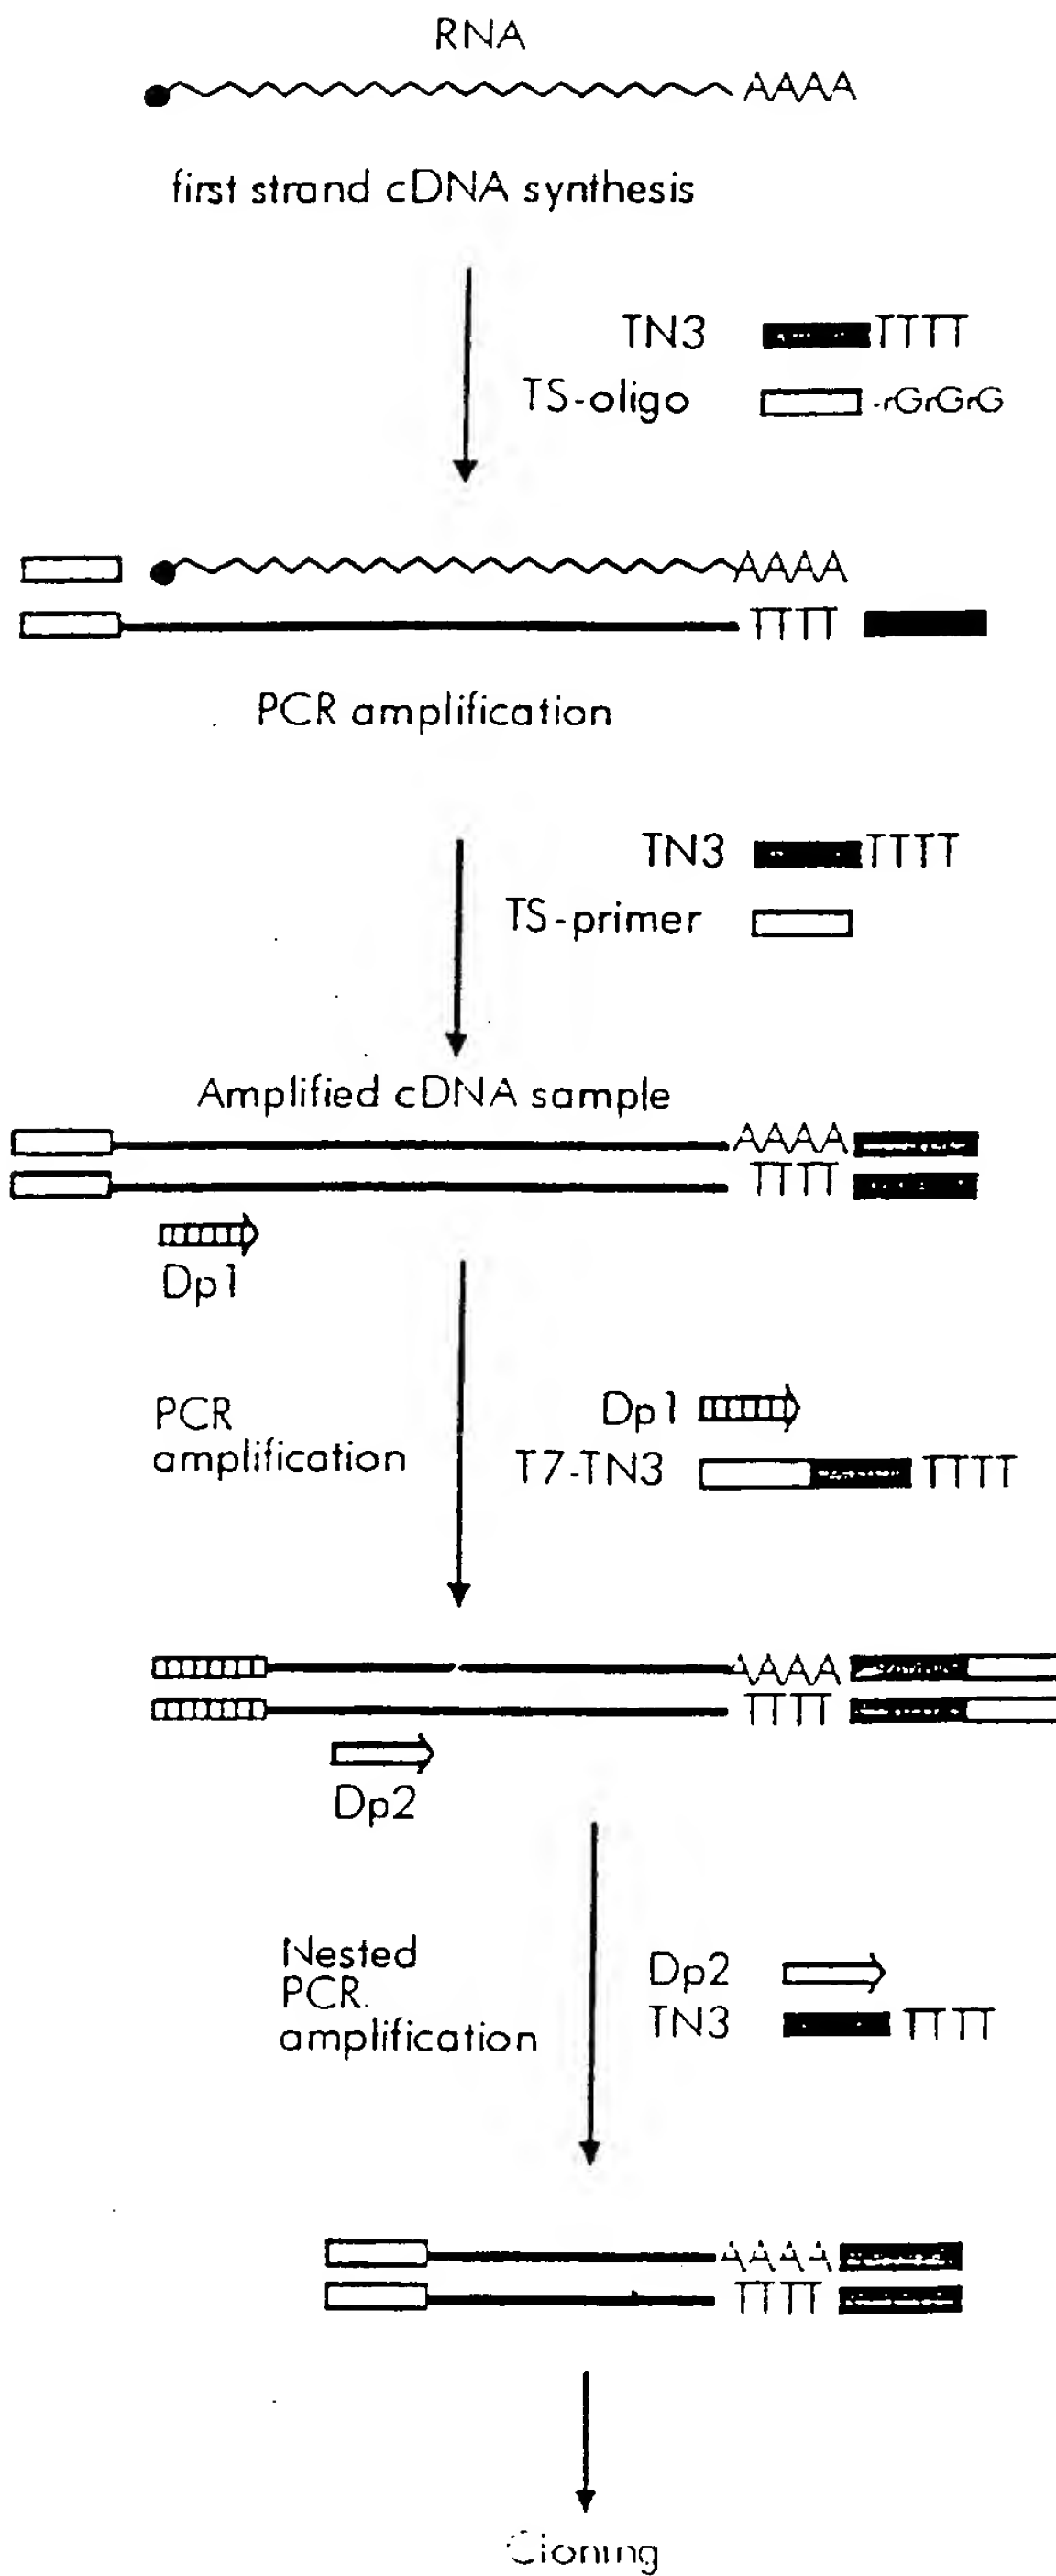 RNA
AAAA
first strand cDNA synthesis
TN3 TTTT
TS-oligo -rGrGrG
AAAA
TTTT
PCR amplification
TN3 TTTT
TS-primer
Amplified cDNA sample
AAAA
TTTT
Dp1
PCR
amplification
Dp1
T7-TN3 TTTT
AAAA
TTTT
Dp2
Nested
PCR
amplification
Dp2
TN3 TTTT
AAAA
TTTT
Cloning